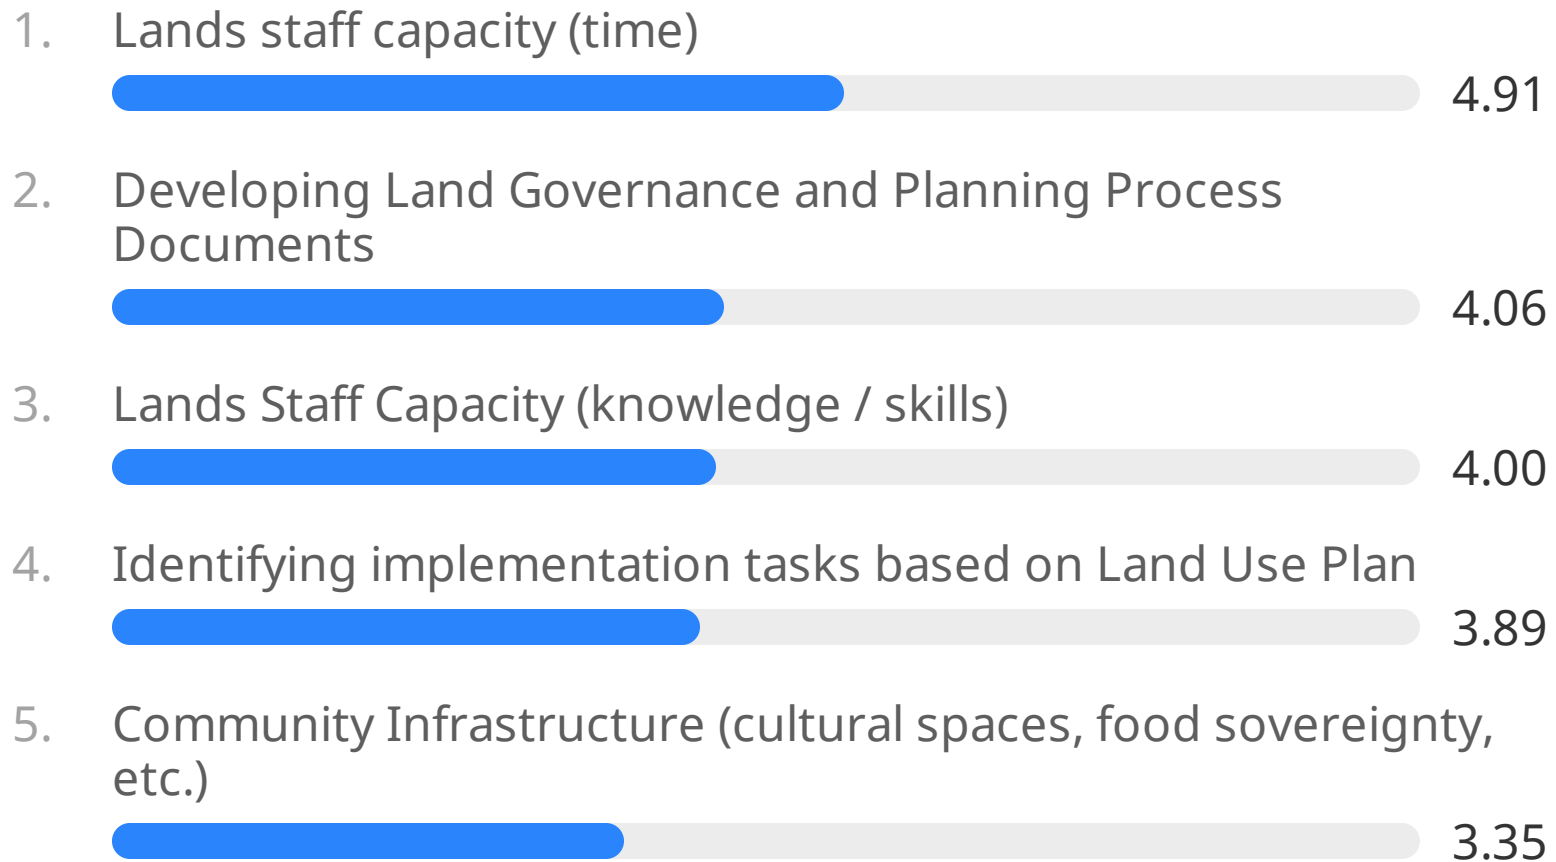 1. Lands staff capacity (time)
4.91
2. Developing Land Governance and Planning Process
Documents
4.06
3. Lands Staff Capacity (knowledge / skills)
4.00
4. Identifying implementation tasks based on Land Use Plan
3.89
5. Community Infrastructure (cultural spaces, food sovereignty,
etc.)
3.35